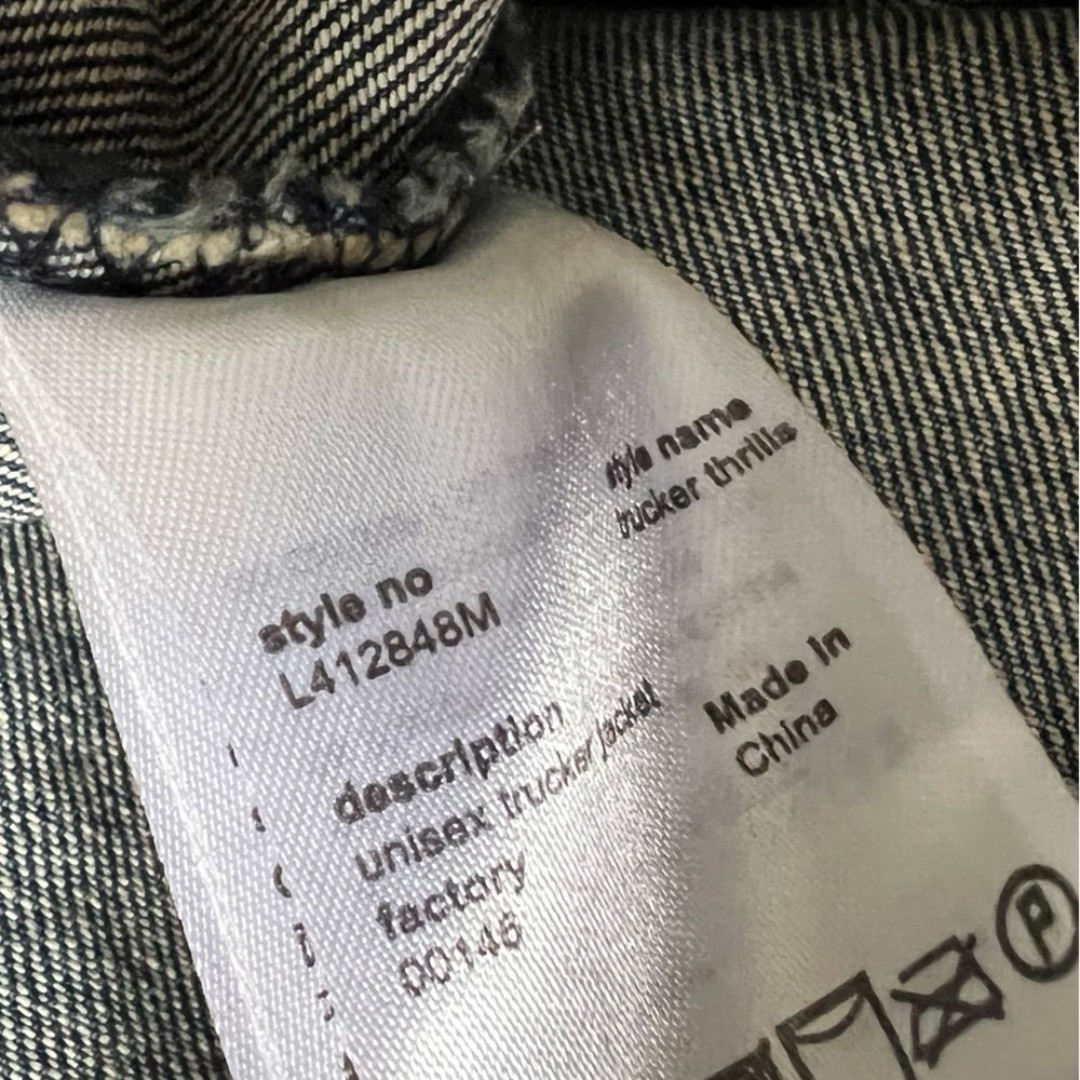 style name
trucker thrills
style no
L412848M
description
unisex trucker jacket
factory
00146
Made in
China
P